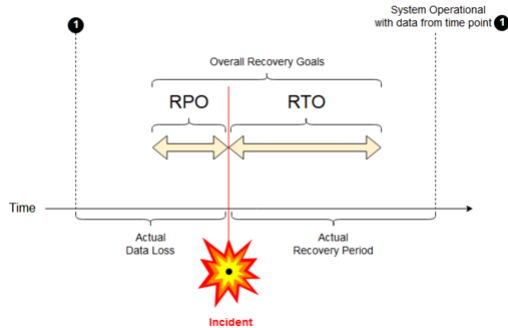 System Operational
1
with data from time point 1
Overall Recovery Goals
RPO
RTO
Time
Actual
Data Loss
Actual
Recovery Period
Incident